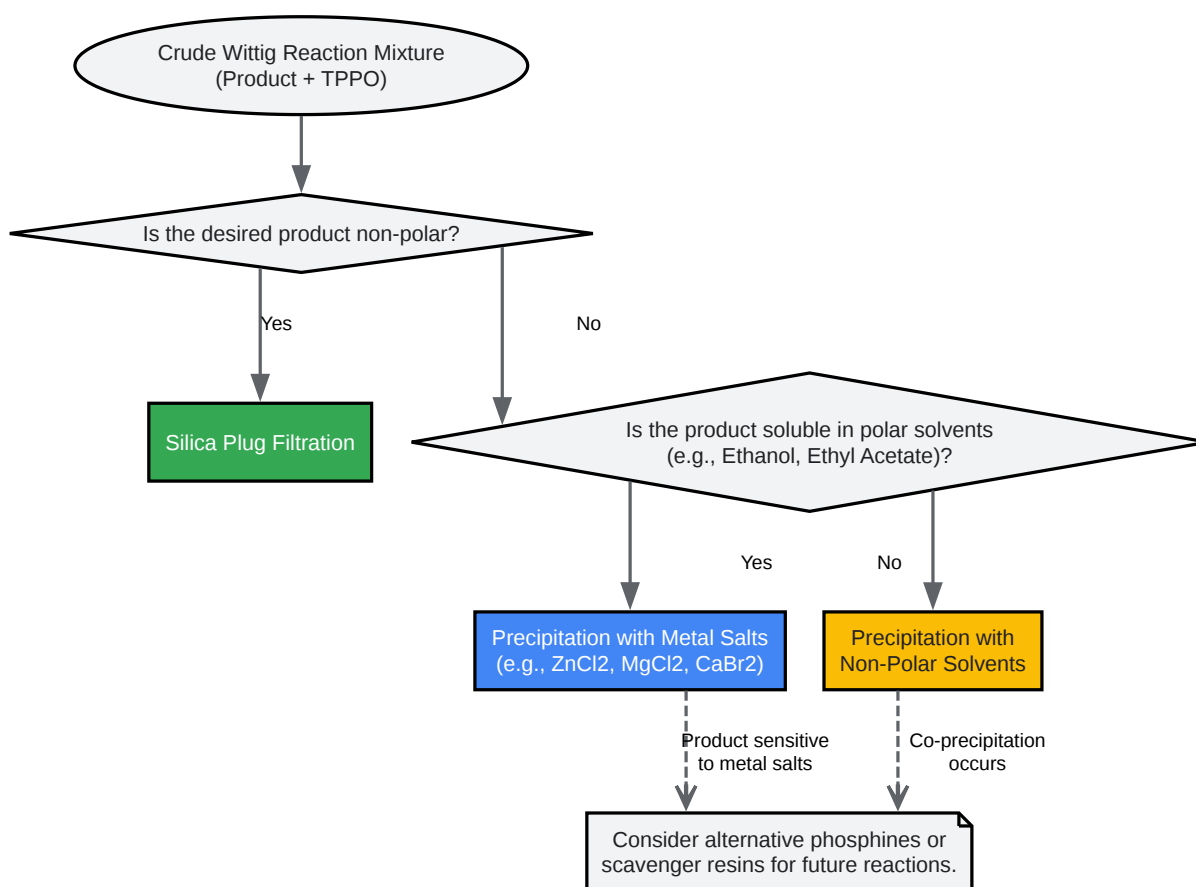 Crude Wittig Reaction Mixture
(Product + TPPO)
Is the desired product non-polar?
Yes
No
Silica Plug Filtration
Is the product soluble in polar solvents
(e.g., Ethanol, Ethyl Acetate)?
Yes
No
Precipitation with Metal Salts
(e.g., ZnCl2, MgCl2, CaBr2)
Precipitation with
Non-Polar Solvents
Product sensitive
to metal salts
Co-precipitation
occurs
Consider alternative phosphines or
scavenger resins for future reactions.